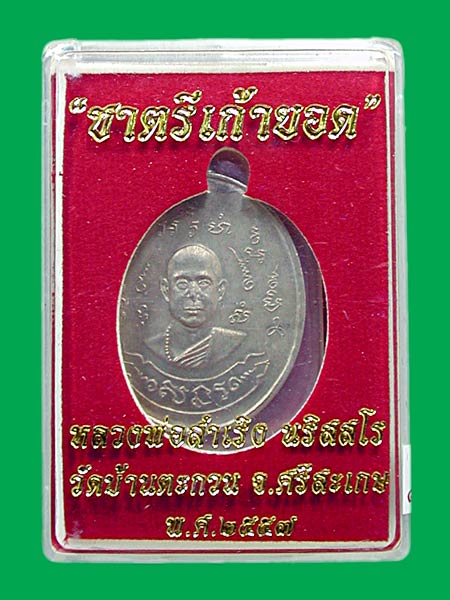 "ชาตรีเก้ายอด"
หลวงพ่อสำเริง นริสสโร
วัดบ้านตะกวน จ.ศรีสะเกษ
พ.ศ.๒๕๕๗